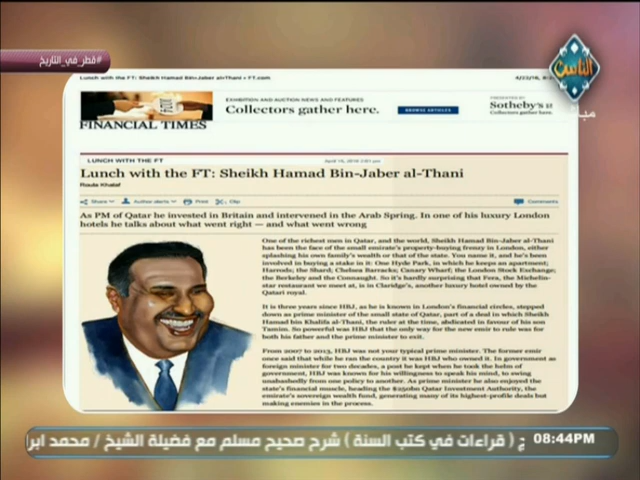 #قطر_في_التاريخ
الناس
Lunch with the FT: Sheikh Hamad Bin-Jaber al-Thani • FT.com
EXHIBITION AND AUCTION NEWS AND FEATURES
Collectors gather here.
BROWSE ARTICLES
PRESENTED BY
Sotheby's
Collectors gather here.
FINANCIAL TIMES
LUNCH WITH THE FT
Lunch with the FT: Sheikh Hamad Bin-Jaber al-Thani
Roula Khalaf
Share
Author alerts
Print
Clip
Comments
As PM of Qatar he invested in Britain and intervened in the Arab Spring. In one of his luxury London
hotels he talks about what went right — and what went wrong
One of the richest men in Qatar, and the world, Sheikh Hamad Bin-Jaber al-Thani
has been the face of the small emirate's property-buying frenzy in London, either
splashing his own family's wealth or that of the state. You name it, and he's been
involved in buying a stake in it: One Hyde Park, in which he keeps an apartment;
Harrods; the Shard; Chelsea Barracks; Canary Wharf; the London Stock Exchange;
the Berkeley and the Connaught. So it's hardly surprising that Fera, the Michelin-
star restaurant we meet at, is in Claridge's, another luxury hotel owned by the
Qatari royal.
It is three years since HBJ, as he is known in London's financial circles, stepped
down as prime minister of the small state of Qatar, part of a deal in which Sheikh
Hamad bin Khalifa al-Thani, the ruler at the time, abdicated in favour of his son
Tamim. So powerful was HBJ that the only way for the new emir to rule was for
both his father and the prime minister to exit.
From 2007 to 2013, HBJ was not your typical prime minister. The former emir
once said that while he ran the country it was HBJ who owned it. In government as
foreign minister for two decades, a post he kept when he took the helm of
government, HBJ was known for his willingness to speak his mind, to swing
unabashedly from one policy to another. As prime minister he also enjoyed the
state's financial muscle, heading the $250bn Qatar Investment Authority, the
emirate's sovereign wealth fund, generating many of its highest-profile deals but
making enemies in the process.
( قراءات في كتب السنة ) شرح صحيح مسلم مع فضيلة الشيخ / محمد
08:44PM